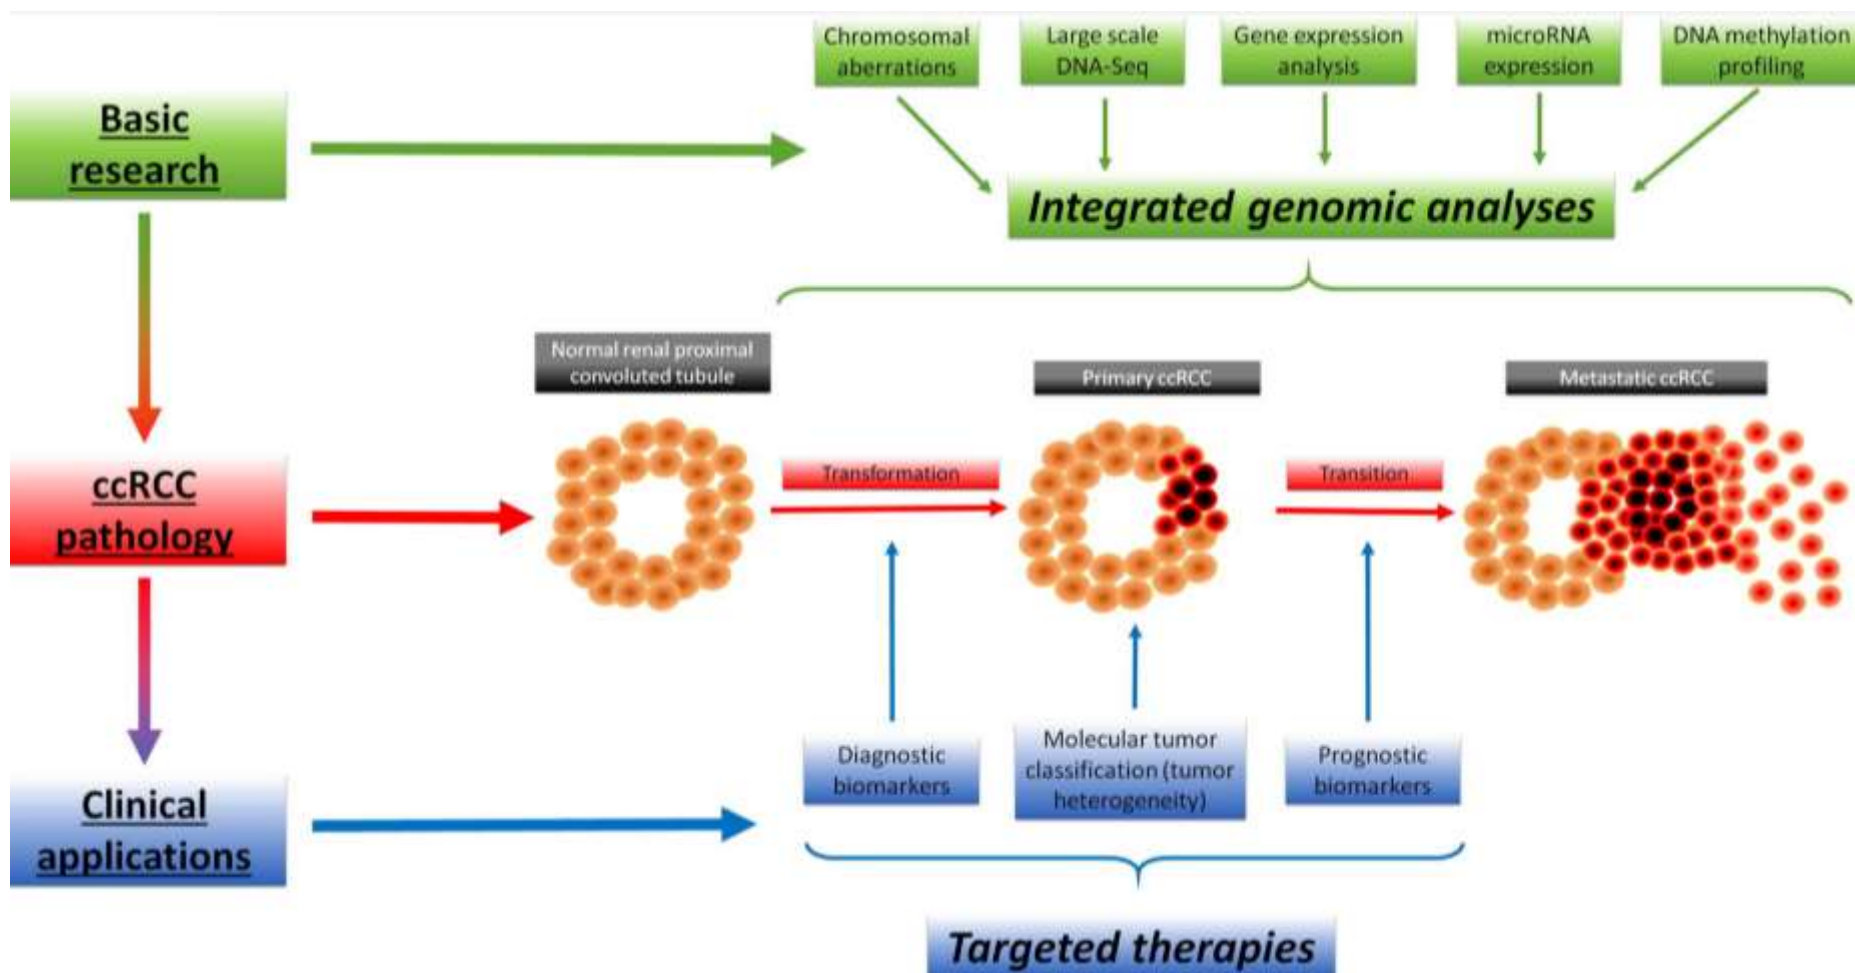 Chromosomal
aberrations
Large scale
DNA-Seq
Gene expression
analysis
microRNA
expression
DNA methylation
profiling
Basic
research
Integrated genomic analyses
Normal renal proximal
convoluted tubule
Primary ccRCC
Metastatic ccRCC
ccRCC
pathology
Transformation
Transition
Diagnostic
biomarkers
Molecular tumor
classification (tumor
heterogeneity)
Prognostic
biomarkers
Clinical
applications
Targeted therapies